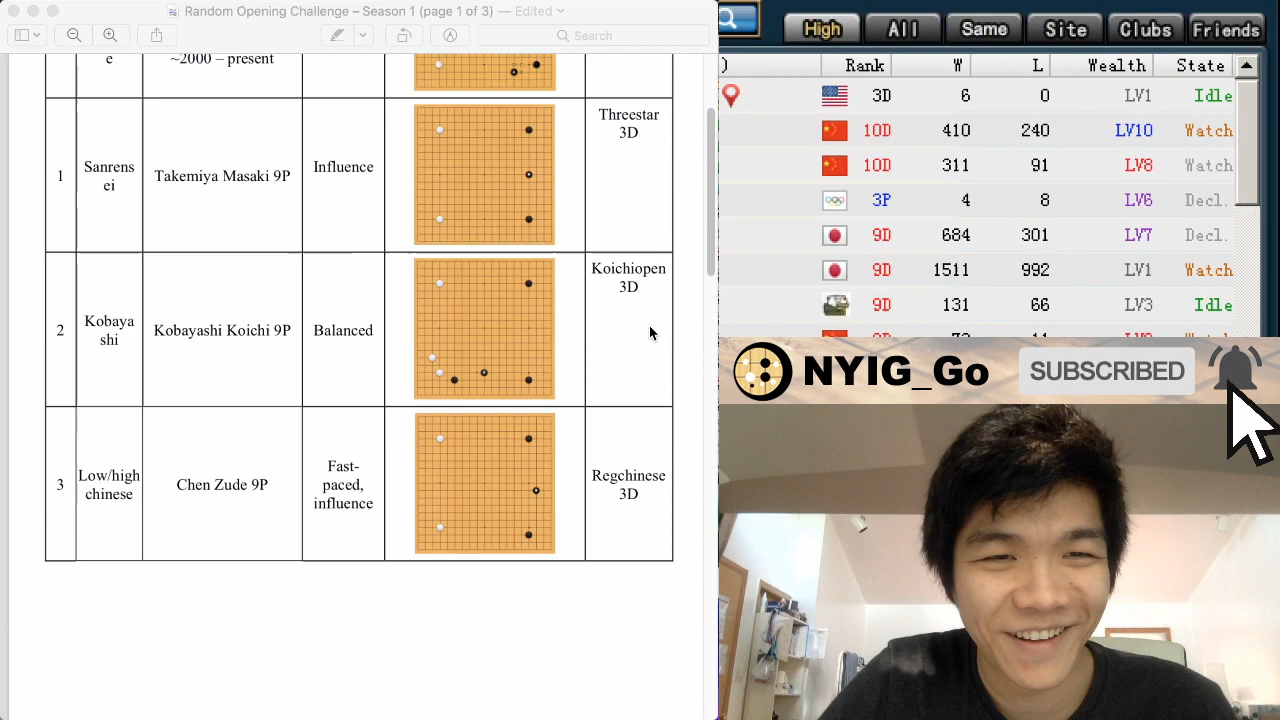 Random Opening Challenge – Season 1 (page 1 of 3) — Edited
Search
e
~2000 – present
1
Sanrens
ei
Takemiya Masaki 9P
Influence
Threestar
3D
2
Kobaya
shi
Kobayashi Koichi 9P
Balanced
Koichiopen
3D
3
Low/high
chinese
Chen Zude 9P
Fast-
paced,
influence
Regchinese
3D
High All Same Site Clubs Friends
) Rank W L Wealth State
3D 6 0 LV1 Idle
10D 410 240 LV10 Watch
10D 311 91 LV8 Watch
3P 4 8 LV6 Decl.
9D 684 301 LV7 Decl.
9D 1511 992 LV1 Watch
9D 131 66 LV3 Idle
NYIG_Go SUBSCRIBED